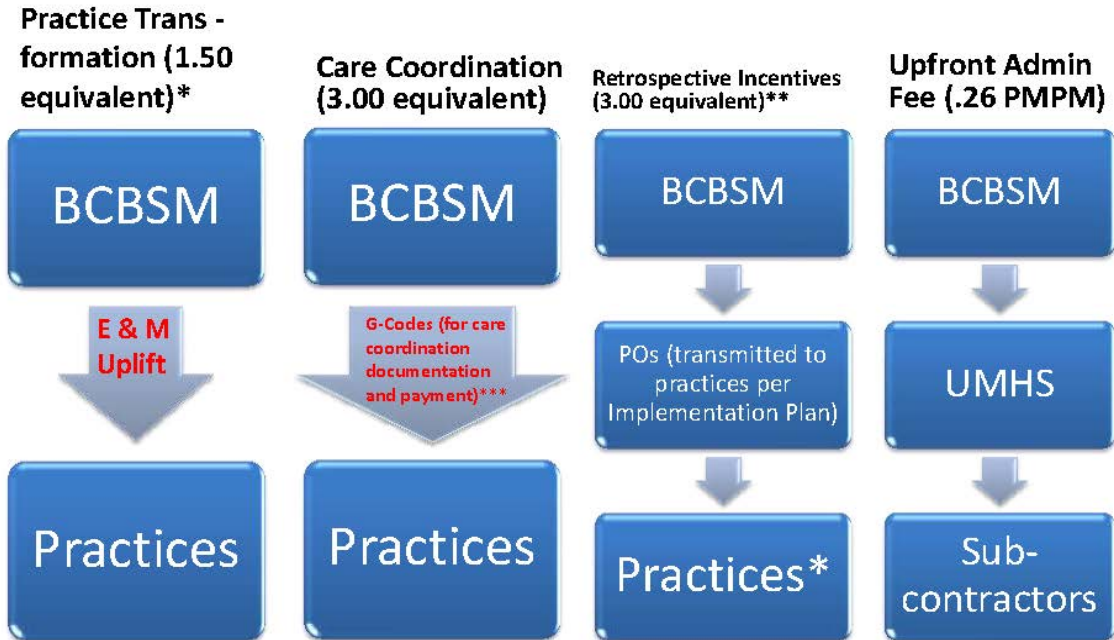 Practice Trans -
formation (1.50
equivalent)*
BCBSM
E & M
Uplift
Practices
Care Coordination
(3.00 equivalent)
BCBSM
G-Codes (for care
coordination
documentation
and payment)***
Practices
Retrospective Incentives
(3.00 equivalent)**
BCBSM
POs (transmitted to
practices per
Implementation Plan)
Practices*
Upfront Admin
Fee (.26 PMPM)
BCBSM
UMHS
Sub-
contractors